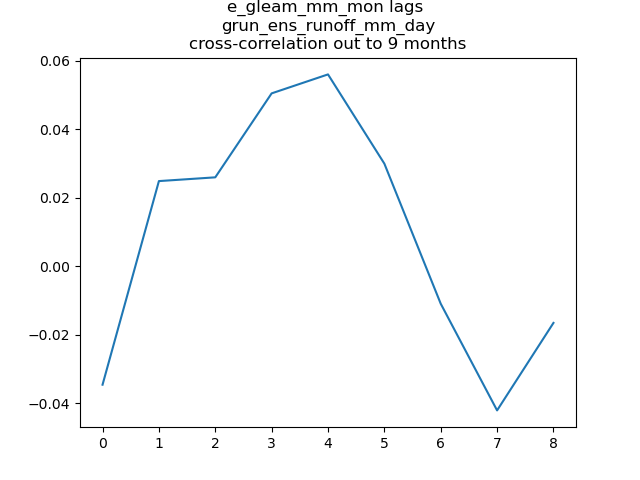 e_gleam_mm_mon lags
grun_ens_runoff_mm_day
cross-correlation out to 9 months
0.06
0.04
0.02
0.00
−0.02
−0.04
0 1 2 3 4 5 6 7 8